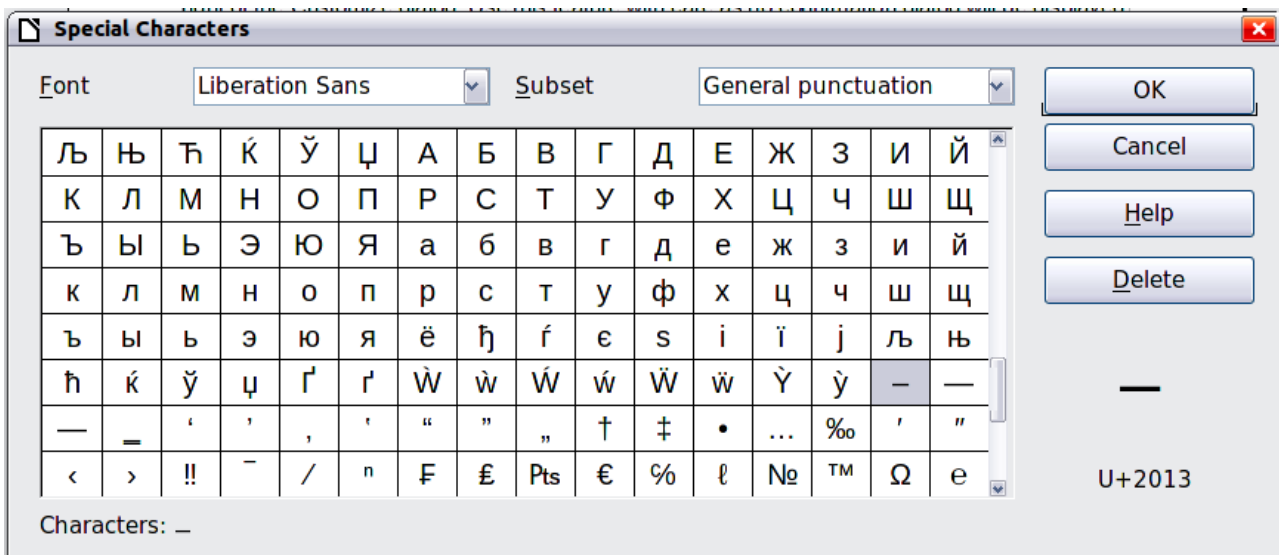 Special Characters
Font Liberation Sans Subset General punctuation OK
Cancel
Help
Delete
Љ Њ Ћ Ќ Ў Џ А Б В Г Д Е Ж З И Й
К Л М Н О П Р С Т У Ф Х Ц Ч Ш Щ
Ъ Ы Ь Э Ю Я а б в г д е ж з и й
к л м н о п р с т у ф х ц ч ш щ
ъ ы ь э ю я ё ђ ѓ є ѕ і ї ј љ њ
ћ ќ ў џ Ґ ґ Ẁ ẁ Ẃ ẃ Ẅ ẅ Ỳ ỳ – —
― ‗ ‘ ’ ‚ ‛ “ ” „ † ‡ • … ‰ ′ ″
‹ › ‼ ‾ ⁄ ⁿ ₣ ₤ ₧ € ℅ ℓ № ™ Ω ℮
–
U+2013
Characters: –